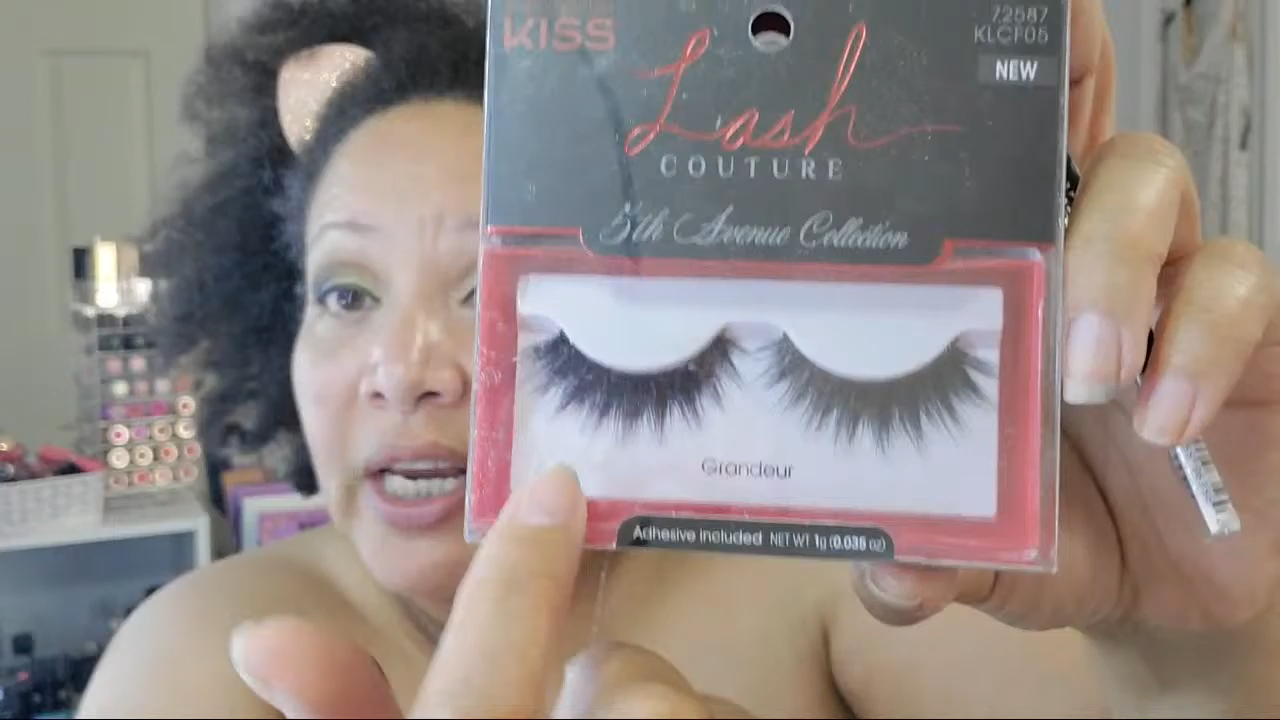 KISS
72587
KLCF05
NEW
Lash
COUTURE
5th Avenue Collection
Grandeur
Adhesive included NET WT 1g (0.035 oz)